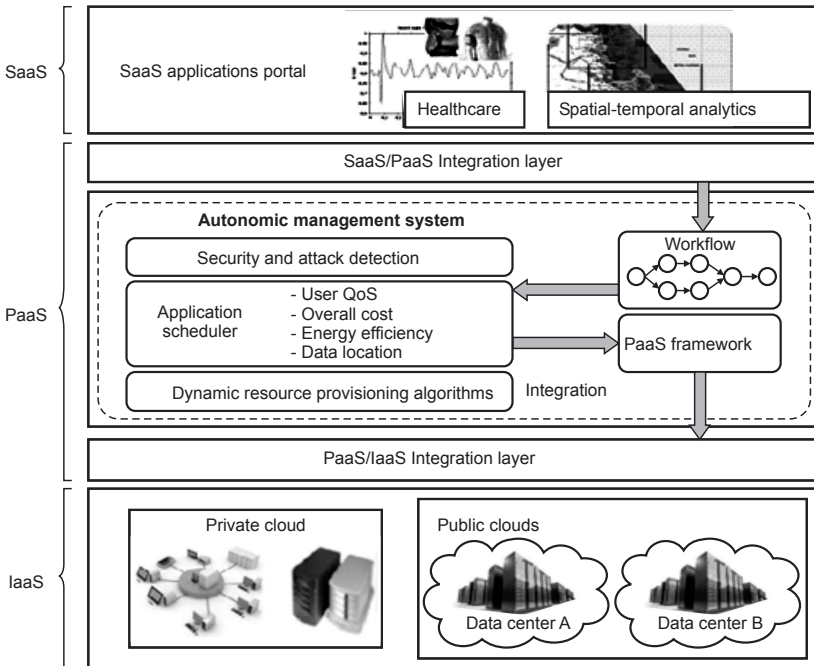 SaaS
SaaS applications portal
Healthcare
Spatial-temporal analytics
PaaS
SaaS/PaaS Integration layer
Autonomic management system
Security and attack detection
Workflow
Application
scheduler
- User QoS
- Overall cost
- Energy efficiency
- Data location
PaaS framework
Dynamic resource provisioning algorithms
Integration
PaaS/IaaS Integration layer
IaaS
Private cloud
Public clouds
Data center A
Data center B